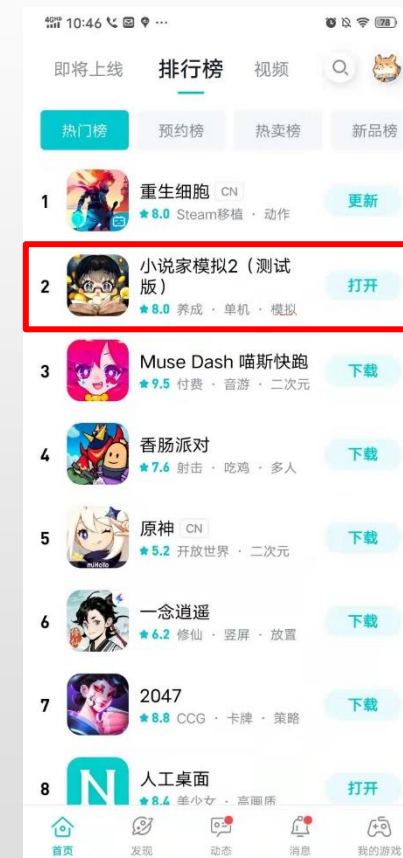 10:46
78
即将上线 排行榜 视频
热门榜 预约榜 热卖榜 新品榜
1 重生细胞 CN
8.0 Steam移植 · 动作
更新
2 小说家模拟2（测试
版）
8.0 养成 · 单机 · 模拟
打开
3 Muse Dash 喵斯快跑
9.5 付费 · 音游 · 二次元
下载
4 香肠派对
7.6 射击 · 吃鸡 · 多人
下载
5 原神 CN
5.2 开放世界 · 二次元
miHoYo
下载
6 一念逍遥
6.2 修仙 · 竖屏 · 放置
下载
7 2047
8.8 CCG · 卡牌 · 策略
下载
8 人工桌面
8.4 美少女 · 高画质
N
打开
首页 发现 动态 消息 我的游戏